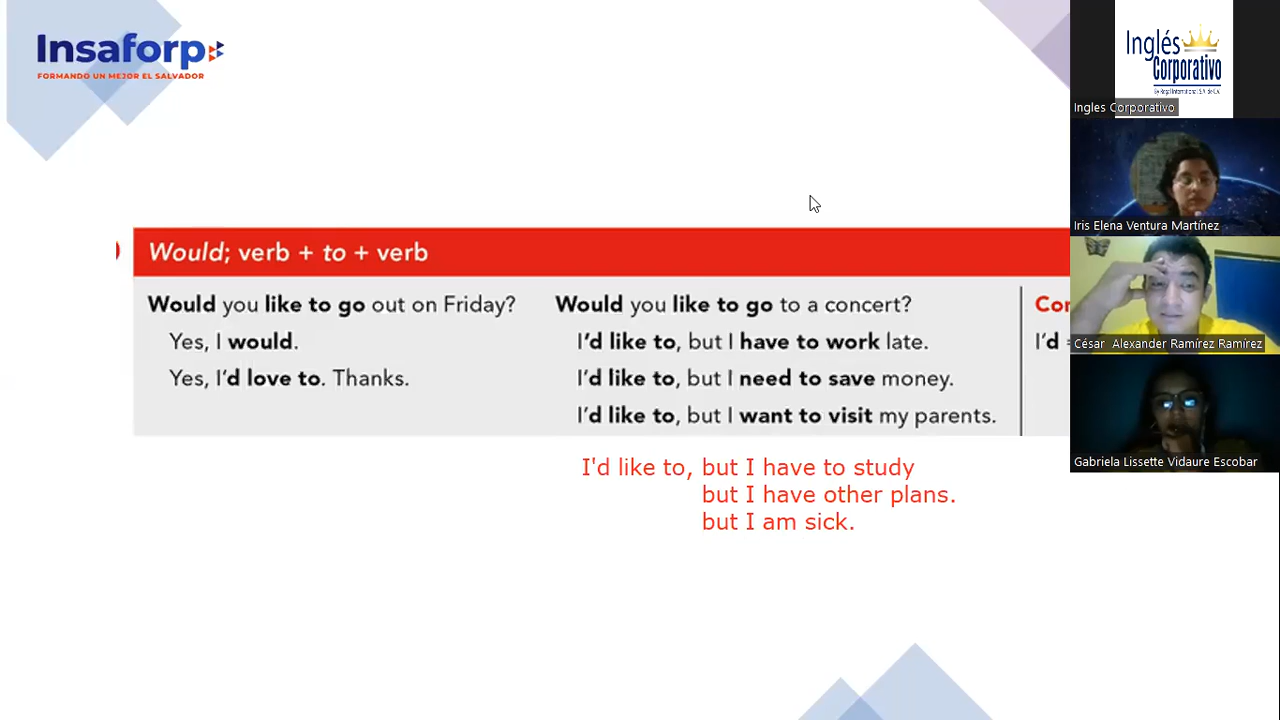 Insaforp
FORMANDO UN MEJOR EL SALVADOR
Would; verb + to + verb
Would you like to go out on Friday?
Yes, I would.
Yes, I'd love to. Thanks.
Would you like to go to a concert?
I'd like to, but I have to work late.
I'd like to, but I need to save money.
I'd like to, but I want to visit my parents.
Con
I'd =
I'd like to, but I have to study
but I have other plans.
but I am sick.
Inglés
Corporativo
Ingles Corporativo
Iris Elena Ventura Martínez
César Alexander Ramírez Ramírez
Gabriela Lissette Vidaure Escobar